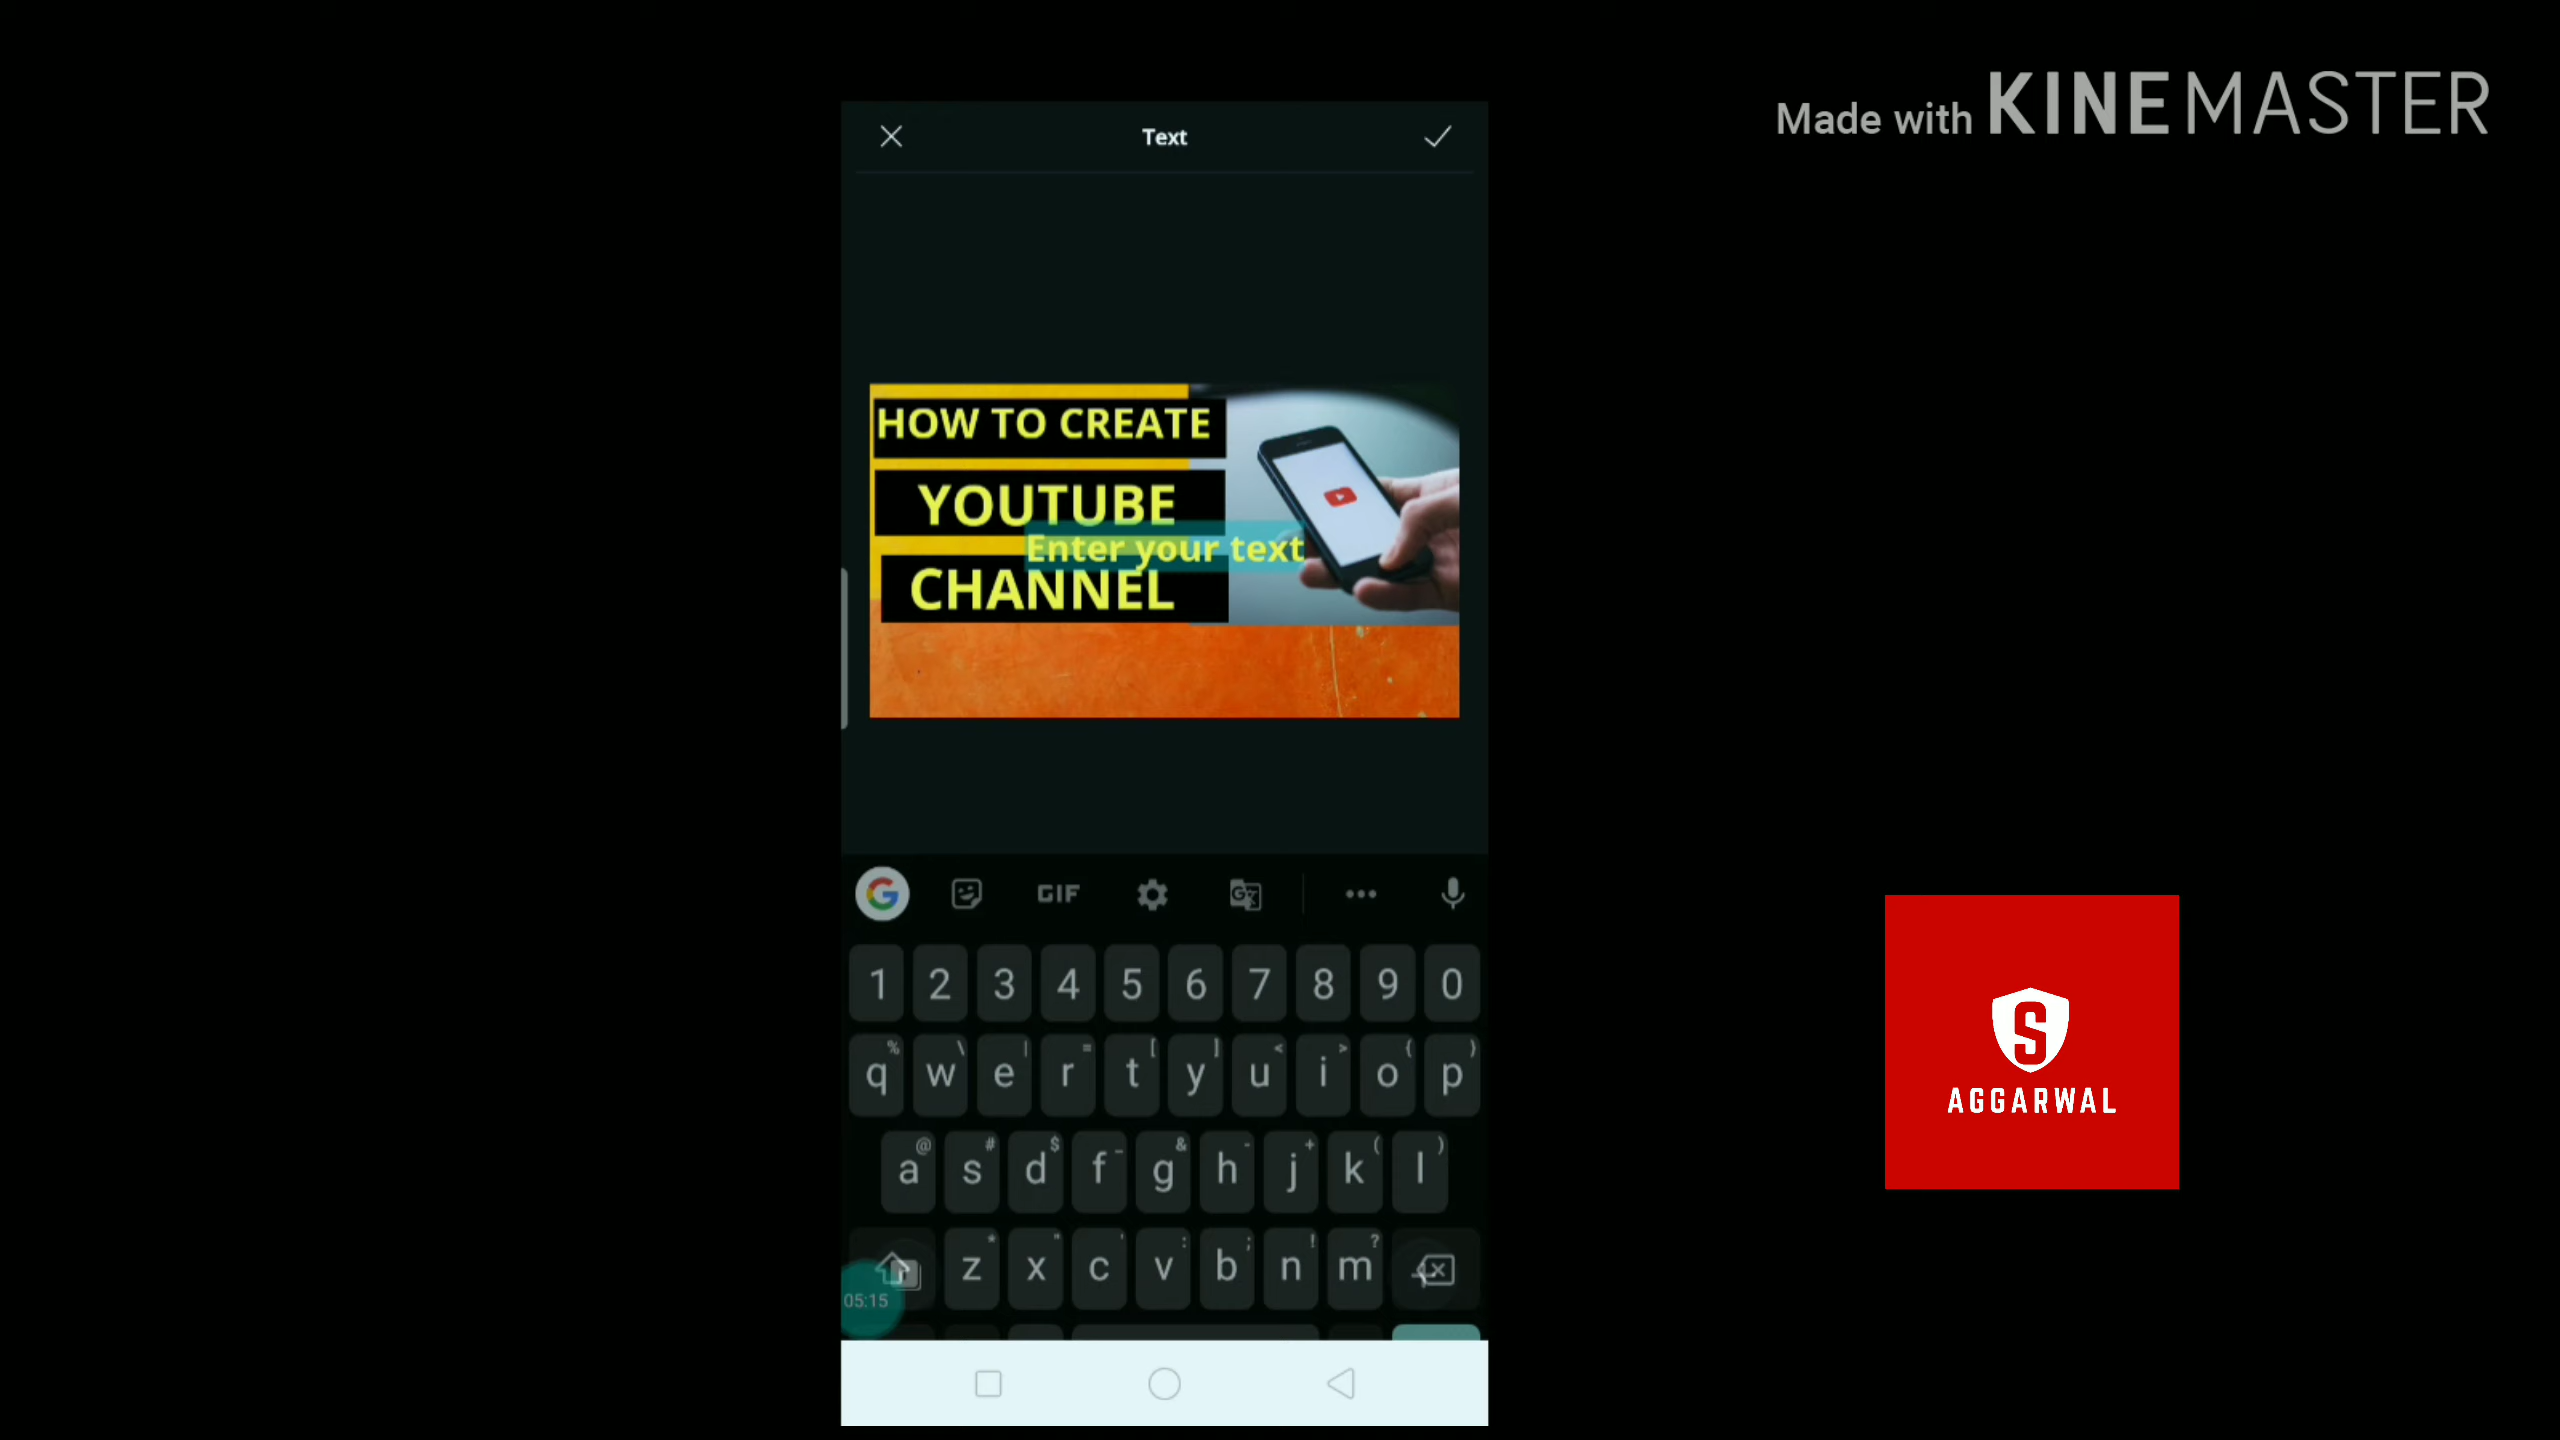 Made with KINEMASTER
Text
HOW TO CREATE
YOUTUBE
Enter your text
CHANNEL
G GIF G
1 2 3 4 5 6 7 8 9 0
% \ | = [ ] < > { }
q w e r t y u i o p
@ # $ _ & - + ( )
a s d f g h j k l
* " ' : ; ! ?
z x c v b n m
05:15
S
AGGARWAL